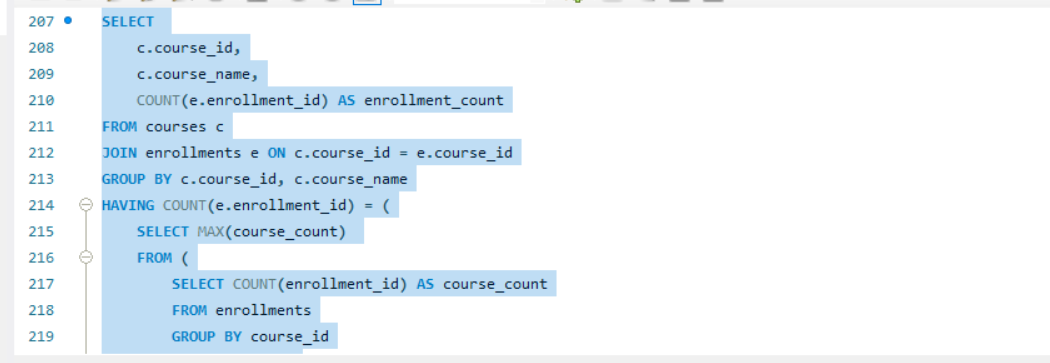 207 SELECT
208 c.course_id,
209 c.course_name,
210 COUNT(e.enrollment_id) AS enrollment_count
211 FROM courses c
212 JOIN enrollments e ON c.course_id = e.course_id
213 GROUP BY c.course_id, c.course_name
214 HAVING COUNT(e.enrollment_id) = (
215 SELECT MAX(course_count)
216 FROM (
217 SELECT COUNT(enrollment_id) AS course_count
218 FROM enrollments
219 GROUP BY course_id